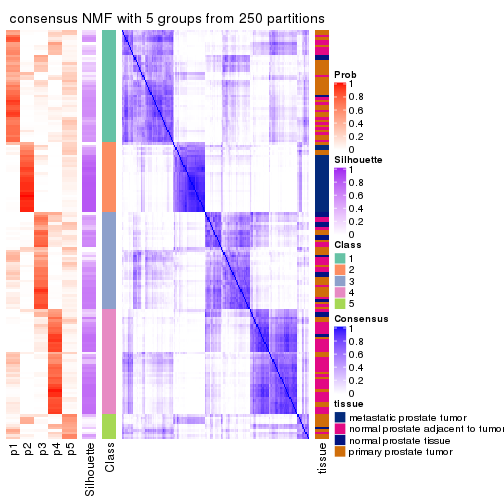 consensus NMF with 5 groups from 250 partitions
Prob
1
0.8
0.6
0.4
0.2
0
Silhouette
1
0.8
0.6
0.4
0.2
0
Class
1
2
3
4
5
Consensus
1
0.8
0.6
0.4
0.2
0
tissue
metastatic prostate tumor
normal prostate adjacent to tumor
normal prostate tissue
primary prostate tumor
p1
p2
p3
p4
p5
Silhouette
Class
tissue